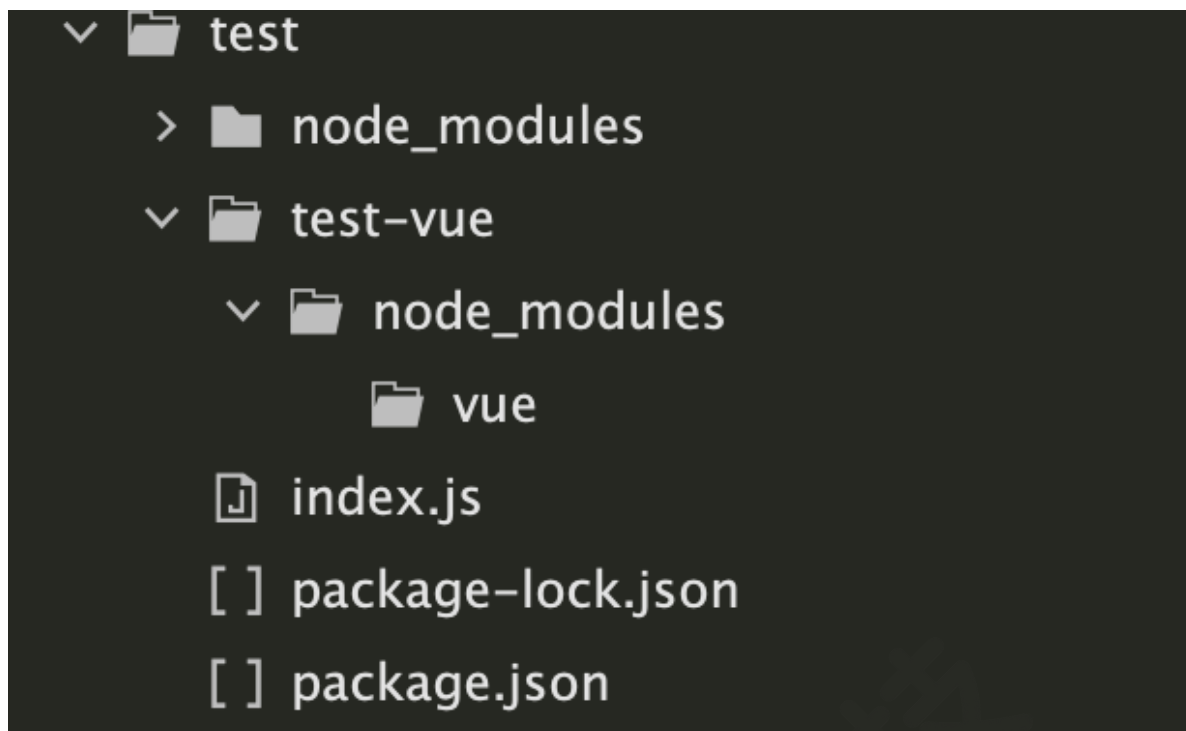 test
node_modules
test-vue
node_modules
vue
index.js
[ ] package-lock.json
[ ] package.json